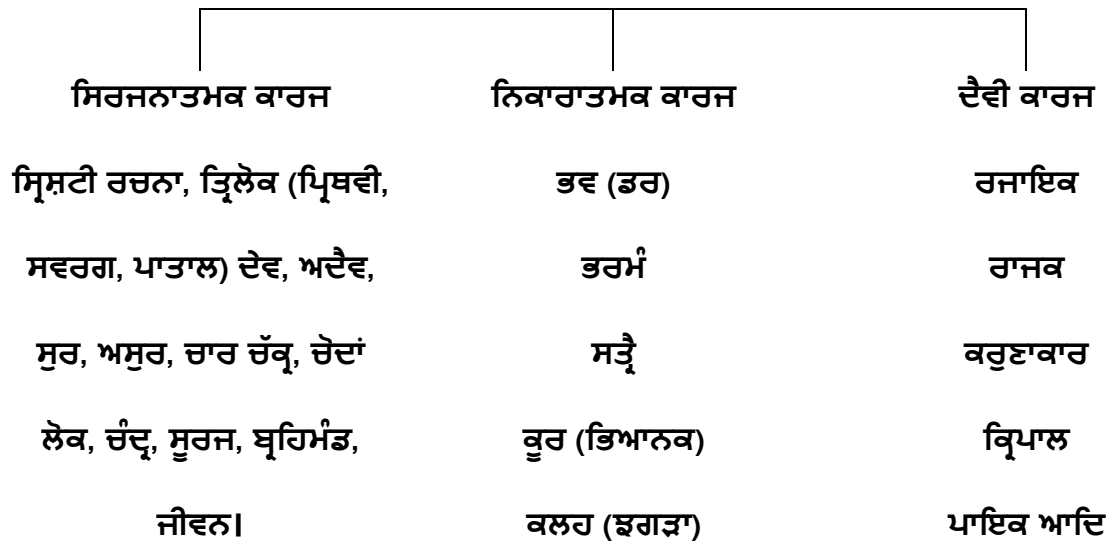 ਸਿਰਜਨਾਤਮਕ ਕਾਰਜ
ਸ੍ਰਿਸ਼ਟੀ ਰਚਨਾ, ਤ੍ਰਿਲੋਕ (ਪ੍ਰਿਥਵੀ,
ਸਵਰਗ, ਪਾਤਾਲ) ਦੇਵ, ਅਦੈਵ,
ਸੁਰ, ਅਸੁਰ, ਚਾਰ ਚੱਕ੍ਰ, ਚੋਦਾਂ
ਲੋਕ, ਚੰਦ੍ਰ, ਸੂਰਜ, ਬ੍ਰਹਿਮੰਡ,
ਜੀਵਨ।
ਨਿਕਾਰਾਤਮਕ ਕਾਰਜ
ਭਵ (ਡਰ)
ਭਰਮੰ
ਸਤ੍ਰੈ
ਕੂਰ (ਭਿਆਨਕ)
ਕਲਹ (ਝਗੜਾ)
ਦੈਵੀ ਕਾਰਜ
ਰਜਾਇਕ
ਰਾਜਕ
ਕਰੁਣਾਕਾਰ
ਕ੍ਰਿਪਾਲ
ਪਾਇਕ ਆਦਿ